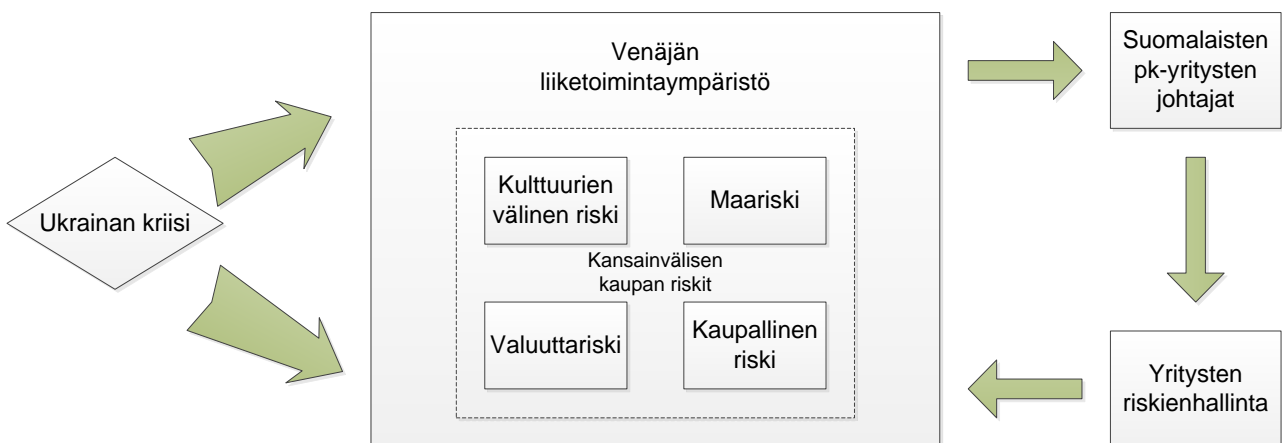 Ukrainan kriisi
Venäjän
liiketoimintaympäristö
Kulttuurien
välinen riski
Maariski
Kansainvälisen
kaupan riskit
Valuuttariski
Kaupallinen
riski
Suomalaisten
pk-yritysten
johtajat
Yritysten
riskienhallinta